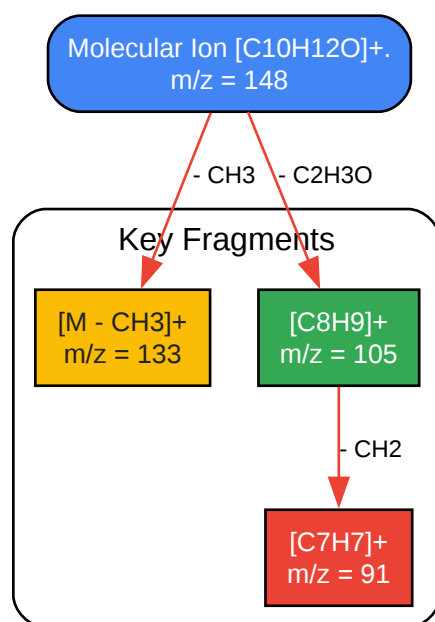 Molecular Ion [C10H12O]+.
m/z = 148
- CH3
- C2H3O
Key Fragments
[M - CH3]+
m/z = 133
[C8H9]+
m/z = 105
- CH2
[C7H7]+
m/z = 91